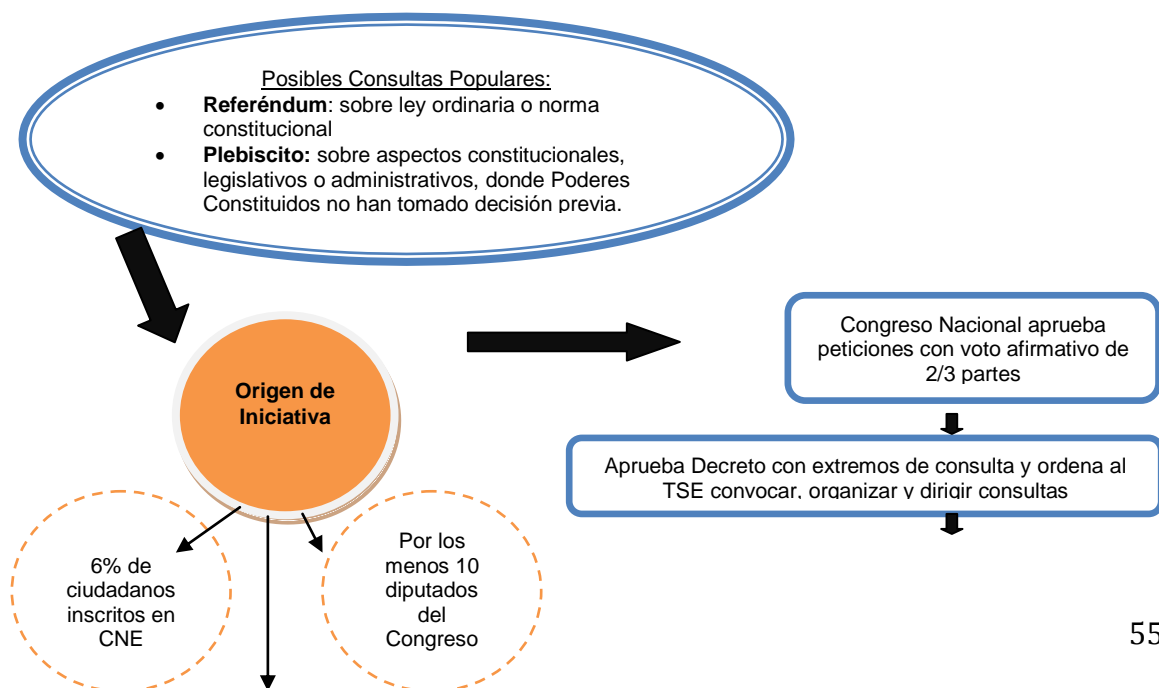 Posibles Consultas Populares:
• Referéndum: sobre ley ordinaria o norma
constitucional
• Plebiscito: sobre aspectos constitucionales,
legislativos o administrativos, donde Poderes
Constituidos no han tomado decisión previa.
Origen de
Iniciativa
Congreso Nacional aprueba
peticiones con voto afirmativo de
2/3 partes
Aprueba Decreto con extremos de consulta y ordena al
TSE convocar, organizar y dirigir consultas
6% de
ciudadanos
inscritos en
CNE
Por los
menos 10
diputados
del
Congreso
55